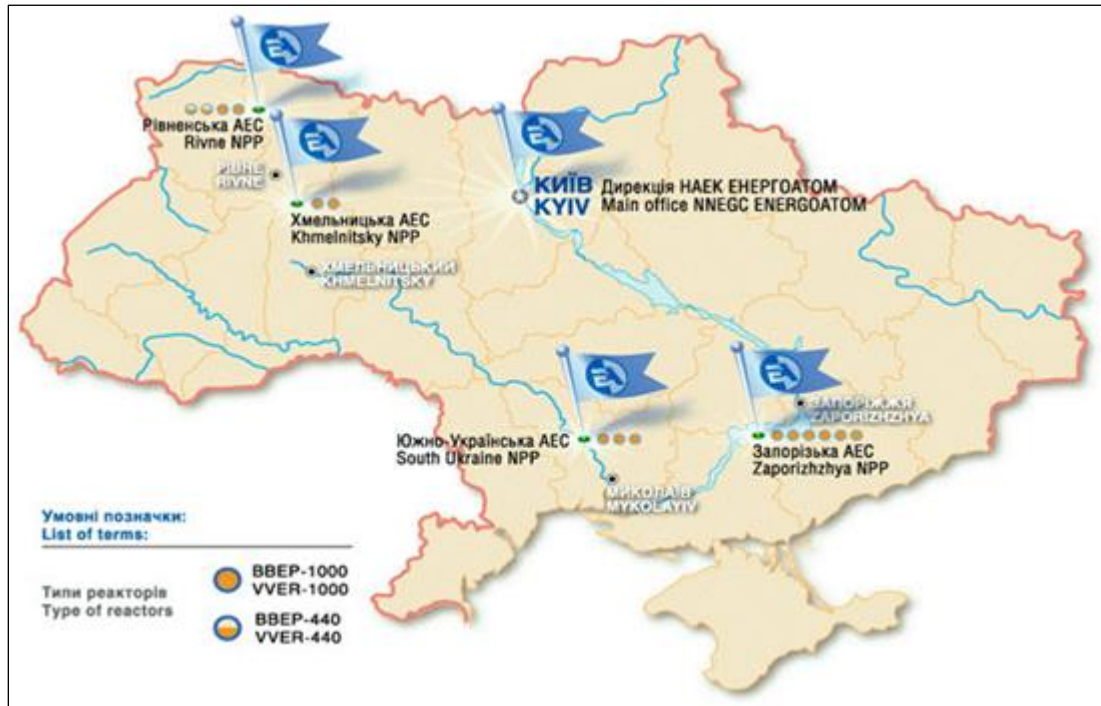 Рівненська АЕС
Rivne NPP
РІВНЕ
RIVNE
Хмельницька АЕС
Khmelnitsky NPP
ХМЕЛЬНИЦЬКИЙ
KHMELNITSKY
КИЇВ
KYIV
Дирекція НАЕК ЕНЕРГОАТОМ
Main office NNEGC ENERGOATOM
Южно-Українська АЕС
South Ukraine NPP
МИКОЛАЇВ
MYKOLAYIV
ЗАПОРІЖЖЯ
ZAPORIZHZHYA
Запорізька АЕС
Zaporizhzhya NPP
Умовні позначки:
List of terms:
Типи реакторів
Type of reactors
ВВЕР-1000
VVER-1000
ВВЕР-440
VVER-440